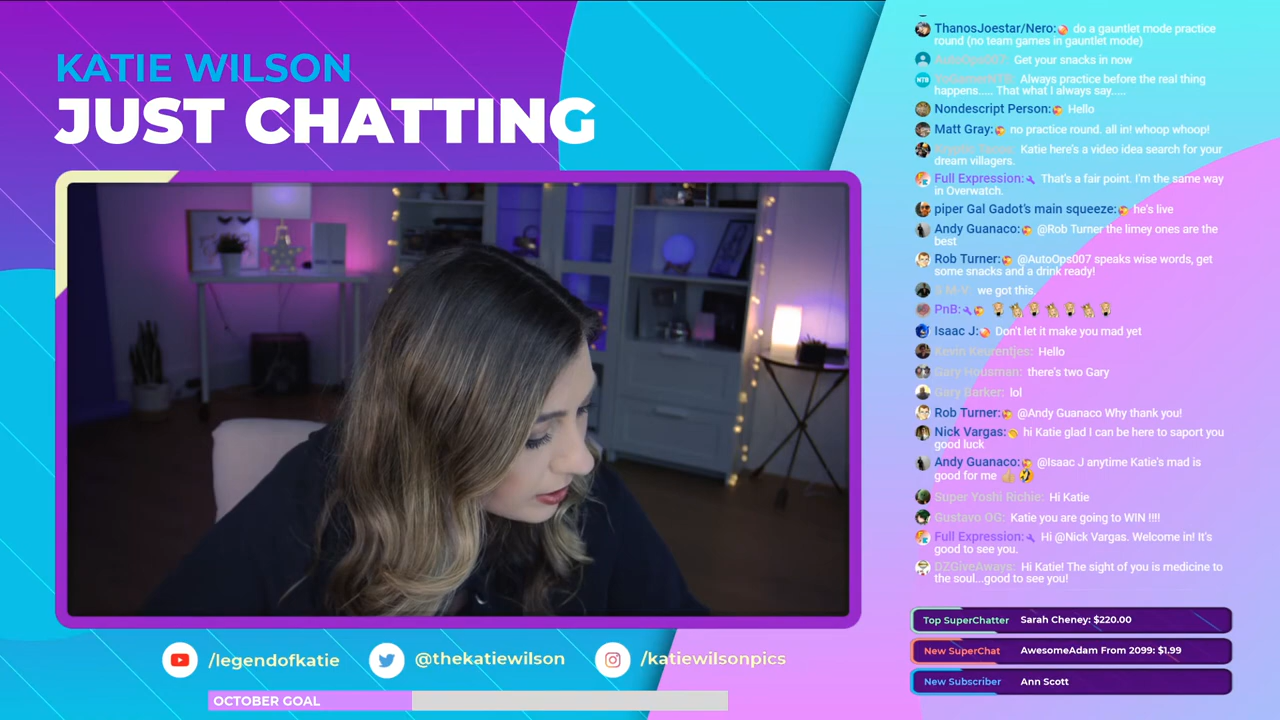 KATIE WILSON
JUST CHATTING
/legendofkatie
@thekatiewilson
/katiewilsonpics
OCTOBER GOAL
ThanosJoestar/Nero: do a gauntlet mode practice
round (no team games in gauntlet mode)
AutoOps007: Get your snacks in now
NTB YoGamerNTB: Always practice before the real thing
happens..... That what I always say.....
Nondescript Person: Hello
Matt Gray: no practice round. all in! whoop whoop!
Katie here's a video idea search for your
dream villagers.
Full Expression: That's a fair point. I'm the same way
in Overwatch.
piper Gal Gadot's main squeeze: he's live
Andy Guanaco: @Rob Turner the limey ones are the
best
Rob Turner: @AutoOps007 speaks wise words, get
some snacks and a drink ready!
S M-V: we got this.
PnB:
Isaac J: Don't let it make you mad yet
Kevin Keurentjes: Hello
Gary Housman: there's two Gary
Gary Barker: lol
Rob Turner: @Andy Guanaco Why thank you!
Nick Vargas: hi Katie glad I can be here to saport you
good luck
Andy Guanaco: @Isaac J anytime Katie's mad is
good for me
Super Yoshi Richie: Hi Katie
Gustavo OG: Katie you are going to WIN !!!!
Full Expression: Hi @Nick Vargas. Welcome in! It's
good to see you.
DZGiveAways: Hi Katie! The sight of you is medicine to
the soul...good to see you!
Top SuperChatter Sarah Cheney: $220.00
New SuperChat AwesomeAdam From 2099: $1.99
New Subscriber Ann Scott